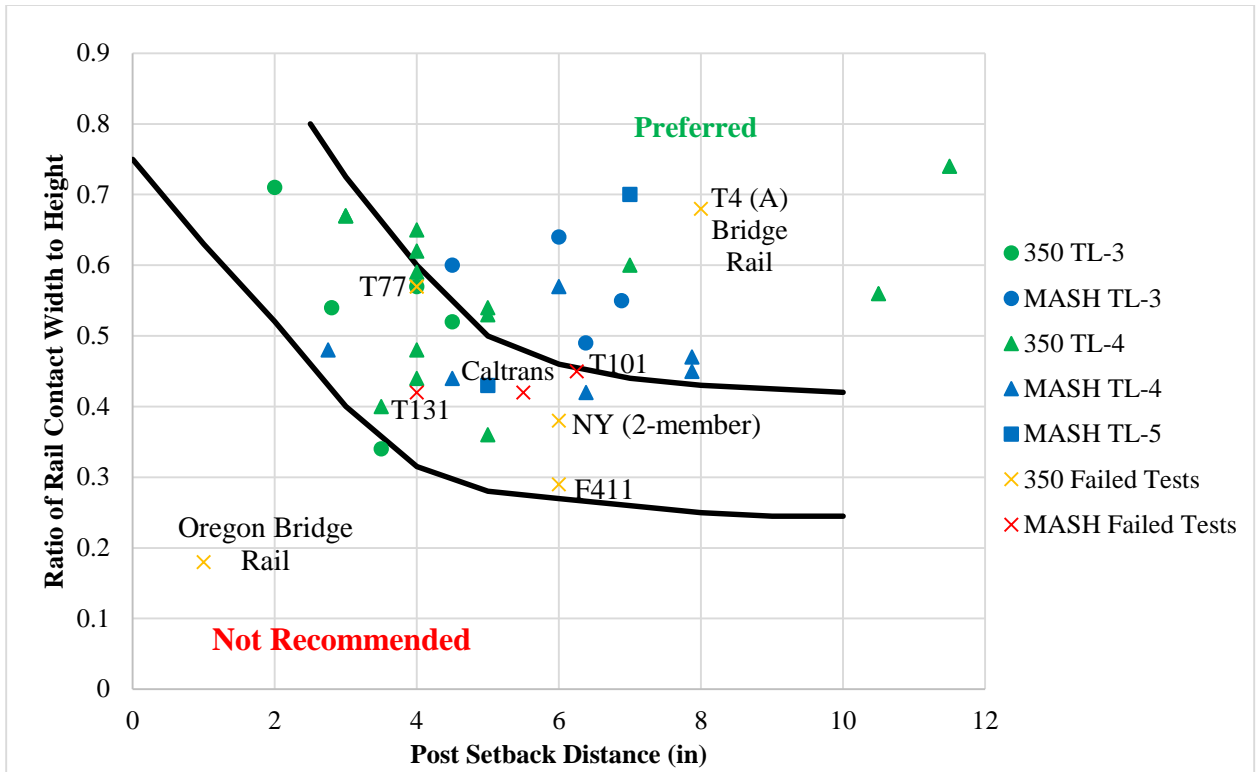 0.9
0.8
0.7
0.6
0.5
0.4
0.3
0.2
0.1
0
Ratio of Rail Contact Width to Height
Preferred
T4 (A)
Bridge
Rail
T77
T101
Caltrans
T131
NY (2-member)
F411
Oregon Bridge
Rail
Not Recommended
0 2 4 6 8 10 12
Post Setback Distance (in)
350 TL-3
MASH TL-3
350 TL-4
MASH TL-4
MASH TL-5
350 Failed Tests
MASH Failed Tests